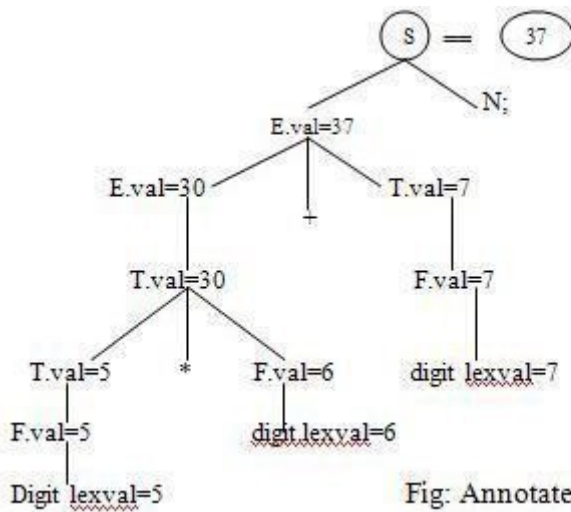 S = 37
N;
E.val=37
E.val=30 + T.val=7
T.val=30 F.val=7
T.val=5 * F.val=6 digit lexval=7
F.val=5 digit.lexval=6
Digit lexval=5 Fig: Annotate